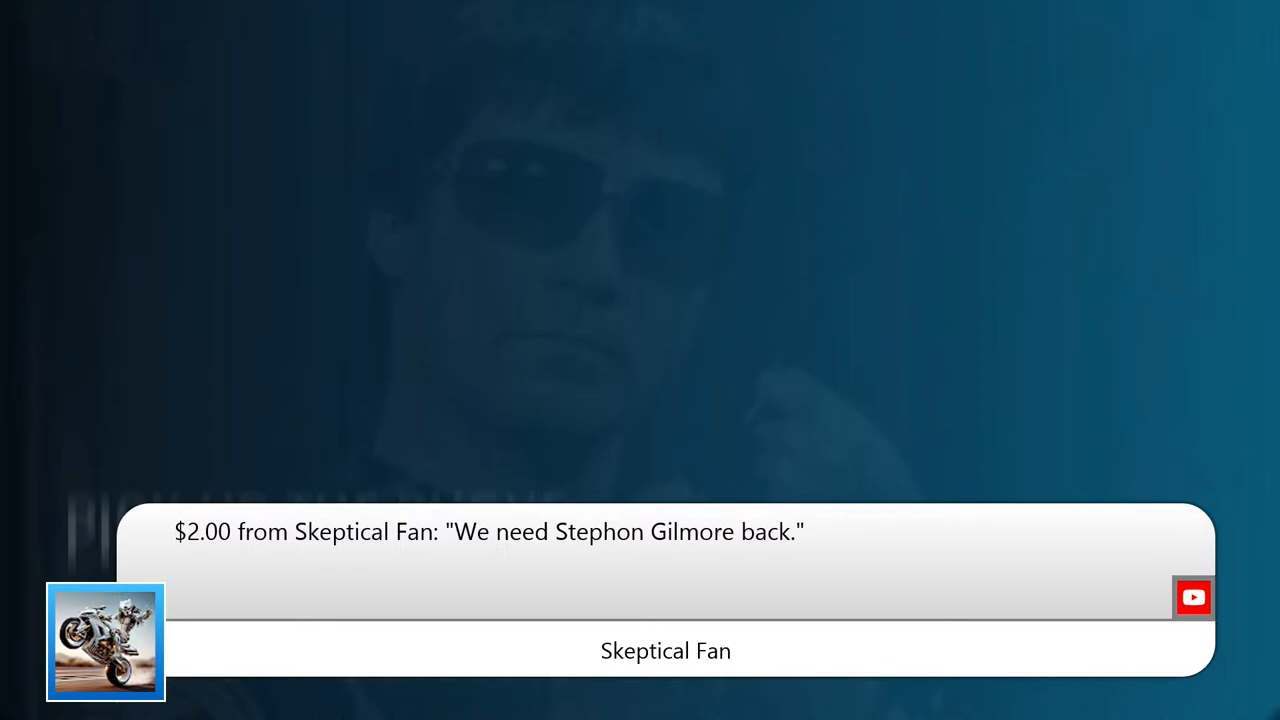 $2.00 from Skeptical Fan: "We need Stephon Gilmore back."
Skeptical Fan